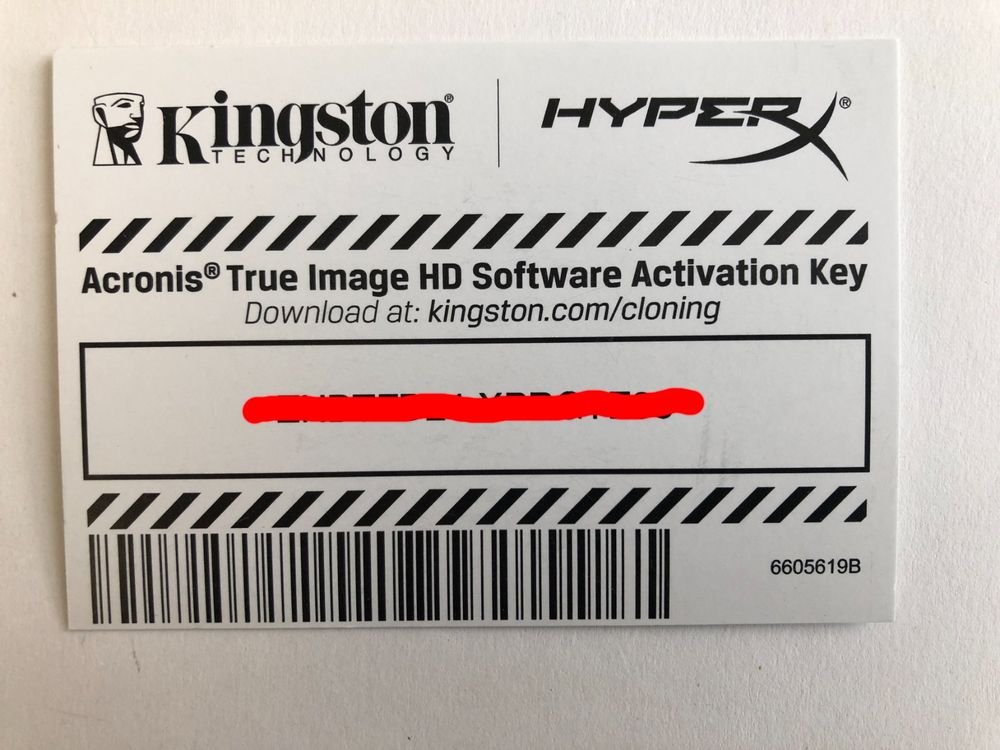 Kingston®
TECHNOLOGY
HYPERX®
Acronis® True Image HD Software Activation Key
Download at: kingston.com/cloning
6605619B